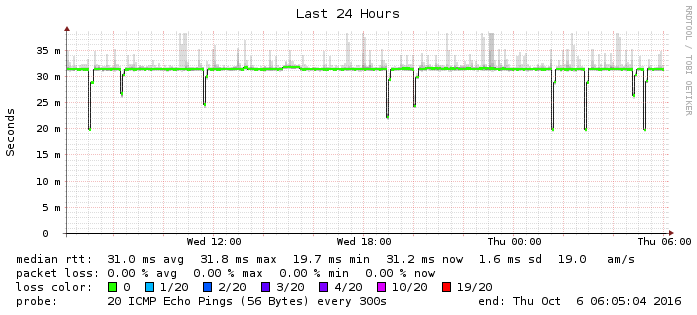 Last 24 Hours
RRDTOOL / TOBI OETIKER
Seconds
35 m
30 m
25 m
20 m
15 m
10 m
5 m
0
Wed 12:00 Wed 18:00 Thu 00:00 Thu 06:00
median rtt: 31.0 ms avg 31.8 ms max 19.7 ms min 31.2 ms now 1.6 ms sd 19.0 am/s
packet loss: 0.00 % avg 0.00 % max 0.00 % min 0.00 % now
loss color: 0 1/20 2/20 3/20 4/20 10/20 19/20
probe: 20 ICMP Echo Pings (56 Bytes) every 300s end: Thu Oct 6 06:05:04 2016